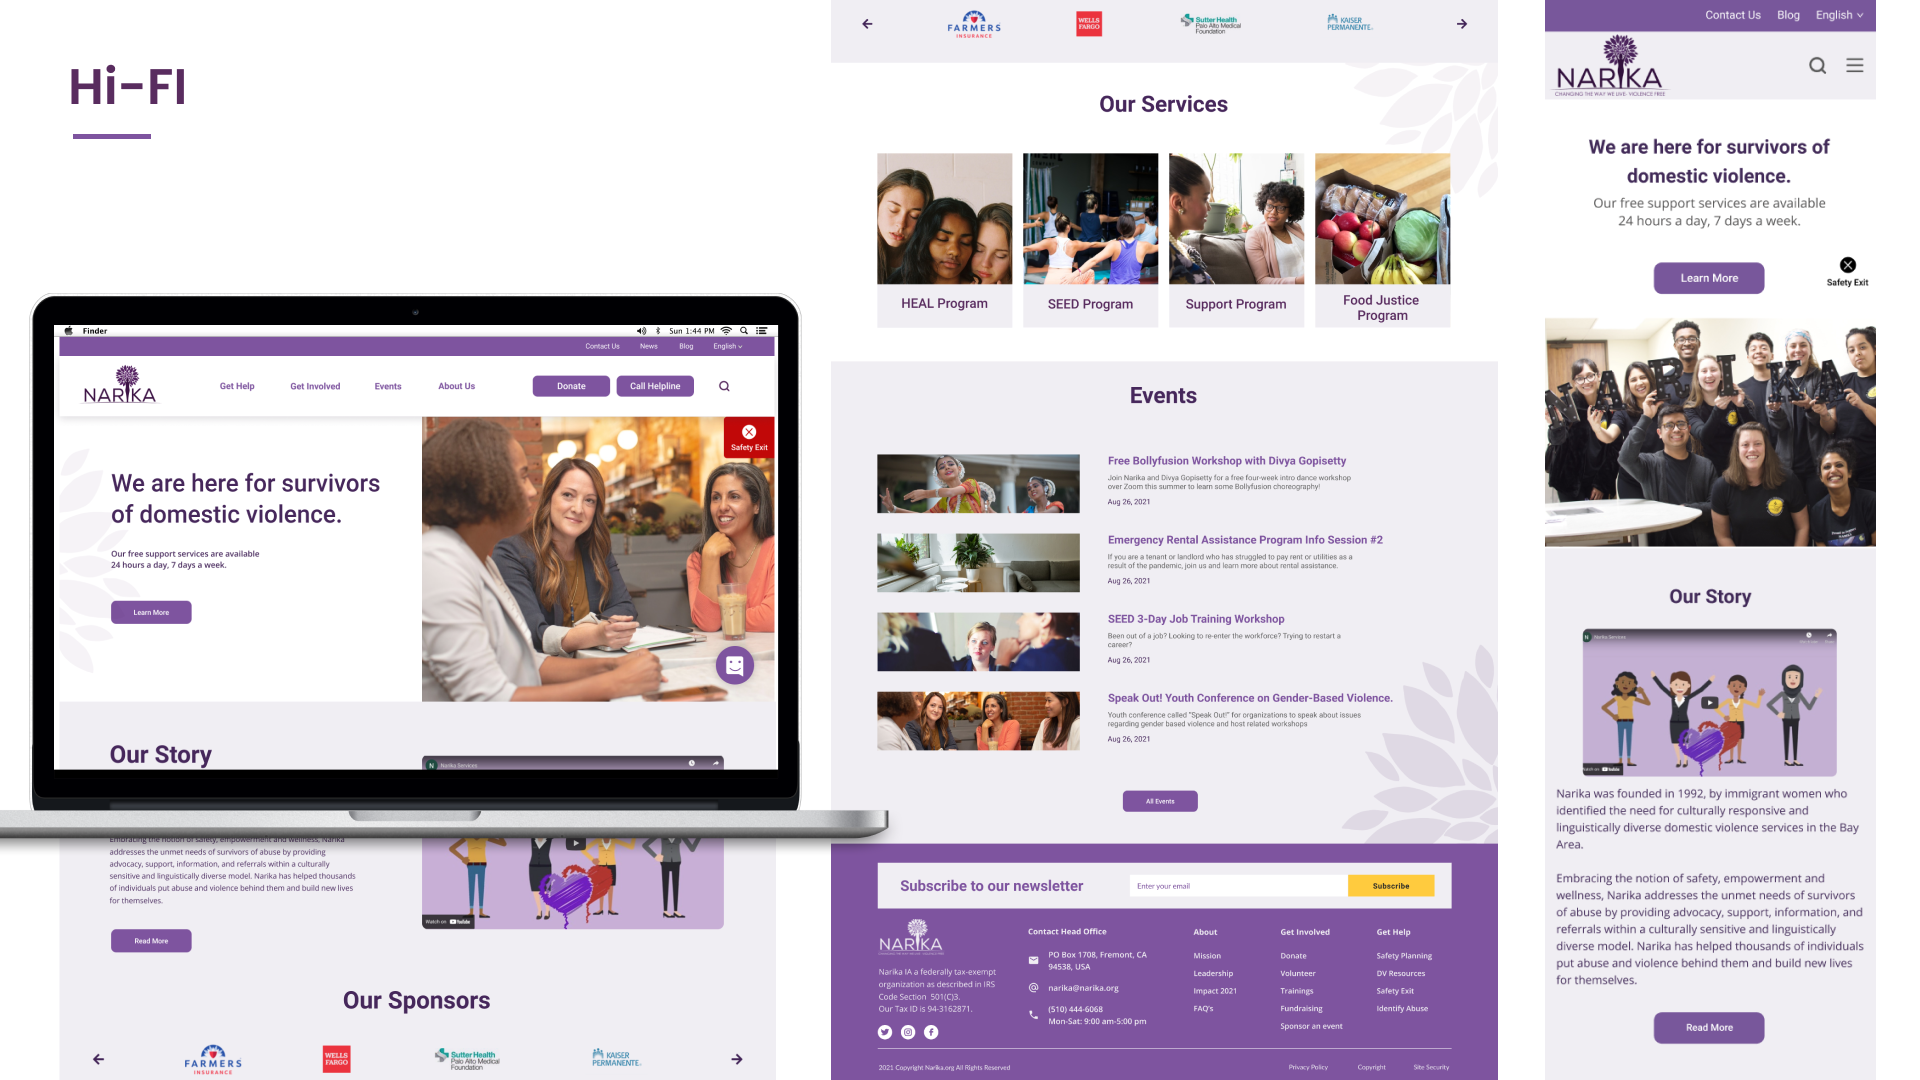 Hi-FI
Finder
Sun 1:44 PM
Contact Us News Blog English
NARIKA
Get Help Get Involved Events About Us Donate Call Helpline
Safety Exit
We are here for survivors
of domestic violence.
Our free support services are available
24 hours a day, 7 days a week.
Learn More
Our Story
N Narika Services
Embracing the notion of safety, empowerment and wellness, Narika
addresses the unmet needs of survivors of abuse by providing
advocacy, support, information, and referrals within a culturally
sensitive and linguistically diverse model. Narika has helped thousands
of individuals put abuse and violence behind them and build new lives
for themselves.
Watch on YouTube
Read More
Our Sponsors
FARMERS
INSURANCE
WELLS
FARGO
Sutter Health
Palo Alto Medical
Foundation
KAISER
PERMANENTE.
FARMERS
INSURANCE
WELLS
FARGO
Sutter Health
Palo Alto Medical
Foundation
KAISER
PERMANENTE.
Our Services
HEAL Program
SEED Program
Support Program
Food Justice
Program
Events
Free Bollyfusion Workshop with Divya Gopisetty
Join Narika and Divya Gopisetty for a free four-week intro dance workshop
over Zoom this summer to learn some Bollyfusion choreography!
Aug 26, 2021
Emergency Rental Assistance Program Info Session #2
If you are a tenant or landlord who has struggled to pay rent or utilities as a
result of the pandemic, join us and learn more about rental assistance.
Aug 26, 2021
SEED 3-Day Job Training Workshop
Been out of a job? Looking to re-enter the workforce? Trying to restart a
career?
Aug 26, 2021
Speak Out! Youth Conference on Gender-Based Violence.
Youth conference called "Speak Out!" for organizations to speak about issues
regarding gender based violence and host related workshops
Aug 26, 2021
All Events
Subscribe to our newsletter
Enter your email
Subscribe
NARIKA
Narika IA a federally tax-exempt
organization as described in IRS
Code Section 501(C)3.
Our Tax ID is 94-3162871.
Contact Head Office
PO Box 1708, Fremont, CA
94538, USA
narika@narika.org
(510) 444-6068
Mon-Sat: 9:00 am-5:00 pm
About
Mission
Leadership
Impact 2021
FAQ's
Get Involved
Donate
Volunteer
Trainings
Fundraising
Sponsor an event
Get Help
Safety Planning
DV Resources
Safety Exit
Identify Abuse
2021 Copyright Narika.org All Rights Reserved
Privacy Policy Copyright Site Security
Contact Us Blog English
NARIKA
CHANGING THE WAY WE LIVE: VIOLENCE FREE
We are here for survivors of
domestic violence.
Our free support services are available
24 hours a day, 7 days a week.
Learn More
Safety Exit
NARIKA
Our Story
N Narika Services
Watch on YouTube
Narika was founded in 1992, by immigrant women who
identified the need for culturally responsive and
linguistically diverse domestic violence services in the Bay
Area.
Embracing the notion of safety, empowerment and
wellness, Narika addresses the unmet needs of survivors
of abuse by providing advocacy, support, information, and
referrals within a culturally sensitive and linguistically
diverse model. Narika has helped thousands of individuals
put abuse and violence behind them and build new lives
for themselves.
Read More